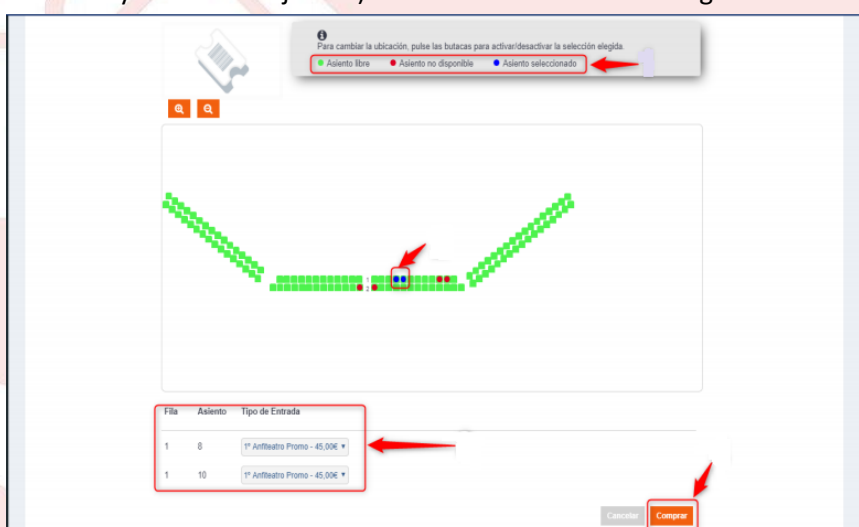 Para cambiar la ubicación, pulse las butacas para activar/desactivar la selección elegida.
Asiento libre Asiento no disponible Asiento seleccionado
1
2
Fila Asiento Tipo de Entrada
1 8 1º Anfiteatro Promo - 45,00€
1 10 1º Anfiteatro Promo - 45,00€
Cancelar Comprar